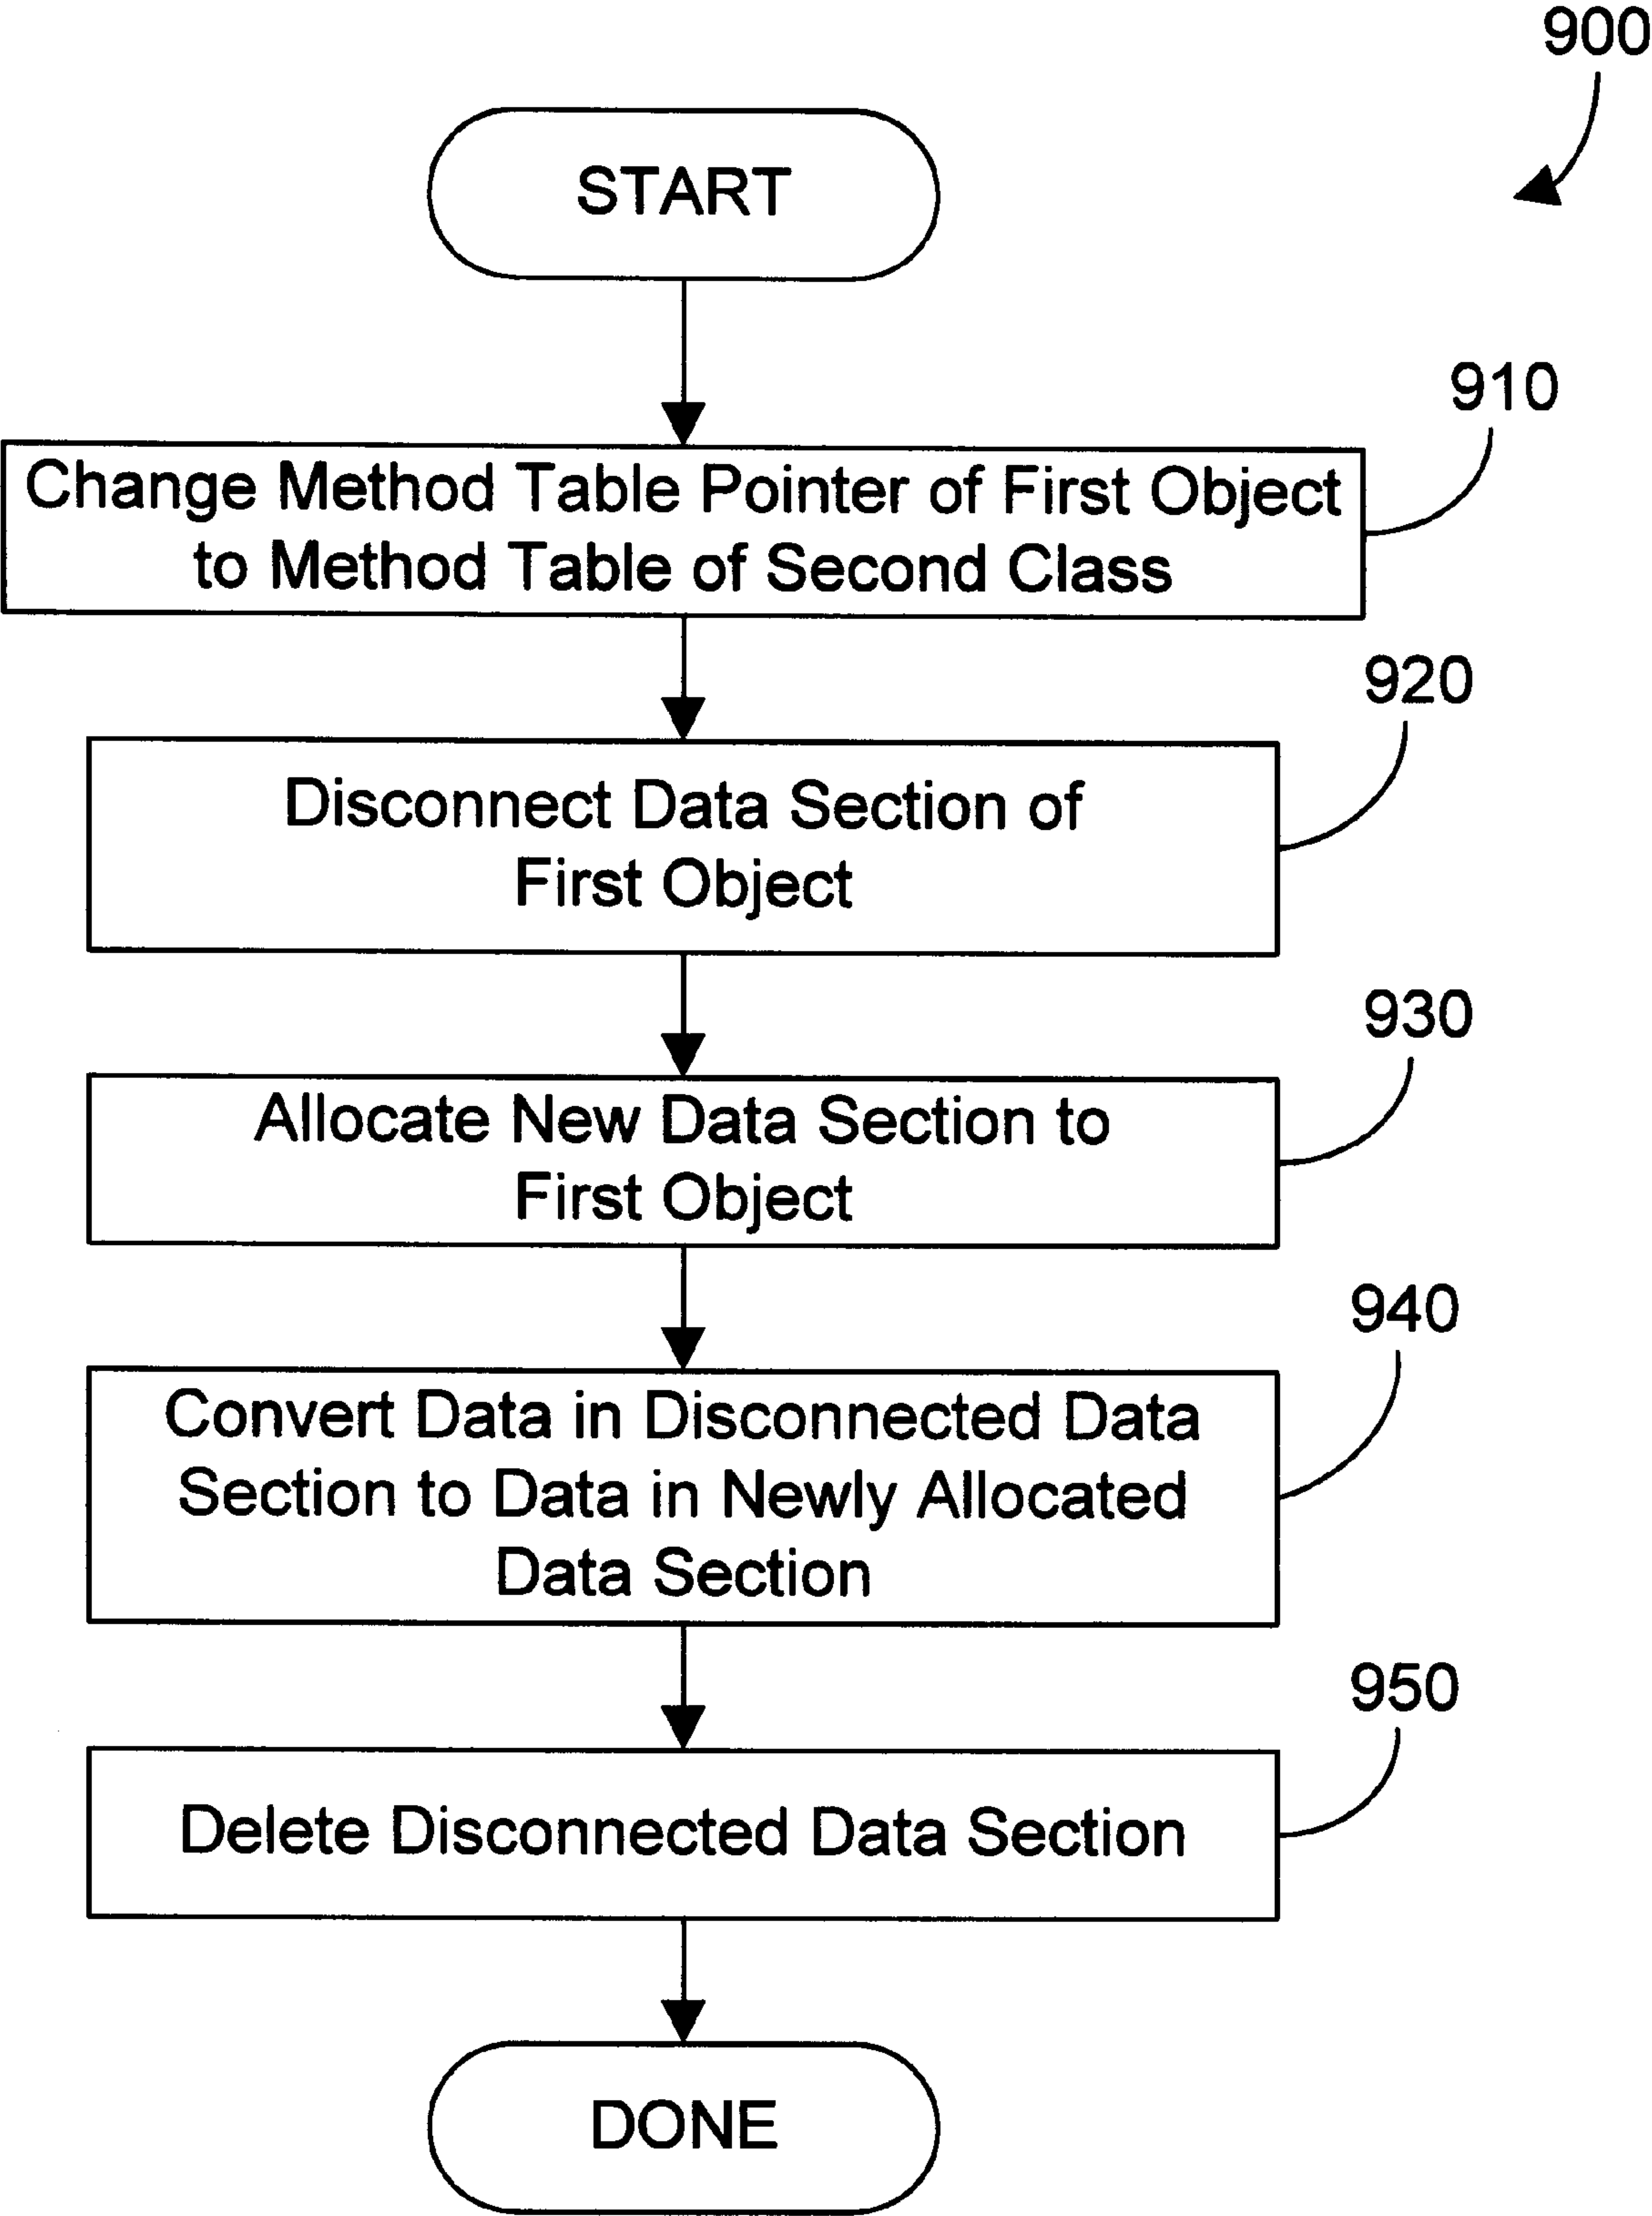 900
START
910
Change Method Table Pointer of First Object
to Method Table of Second Class
920
Disconnect Data Section of
First Object
930
Allocate New Data Section to
First Object
940
Convert Data in Disconnected Data
Section to Data in Newly Allocated
Data Section
950
Delete Disconnected Data Section
DONE